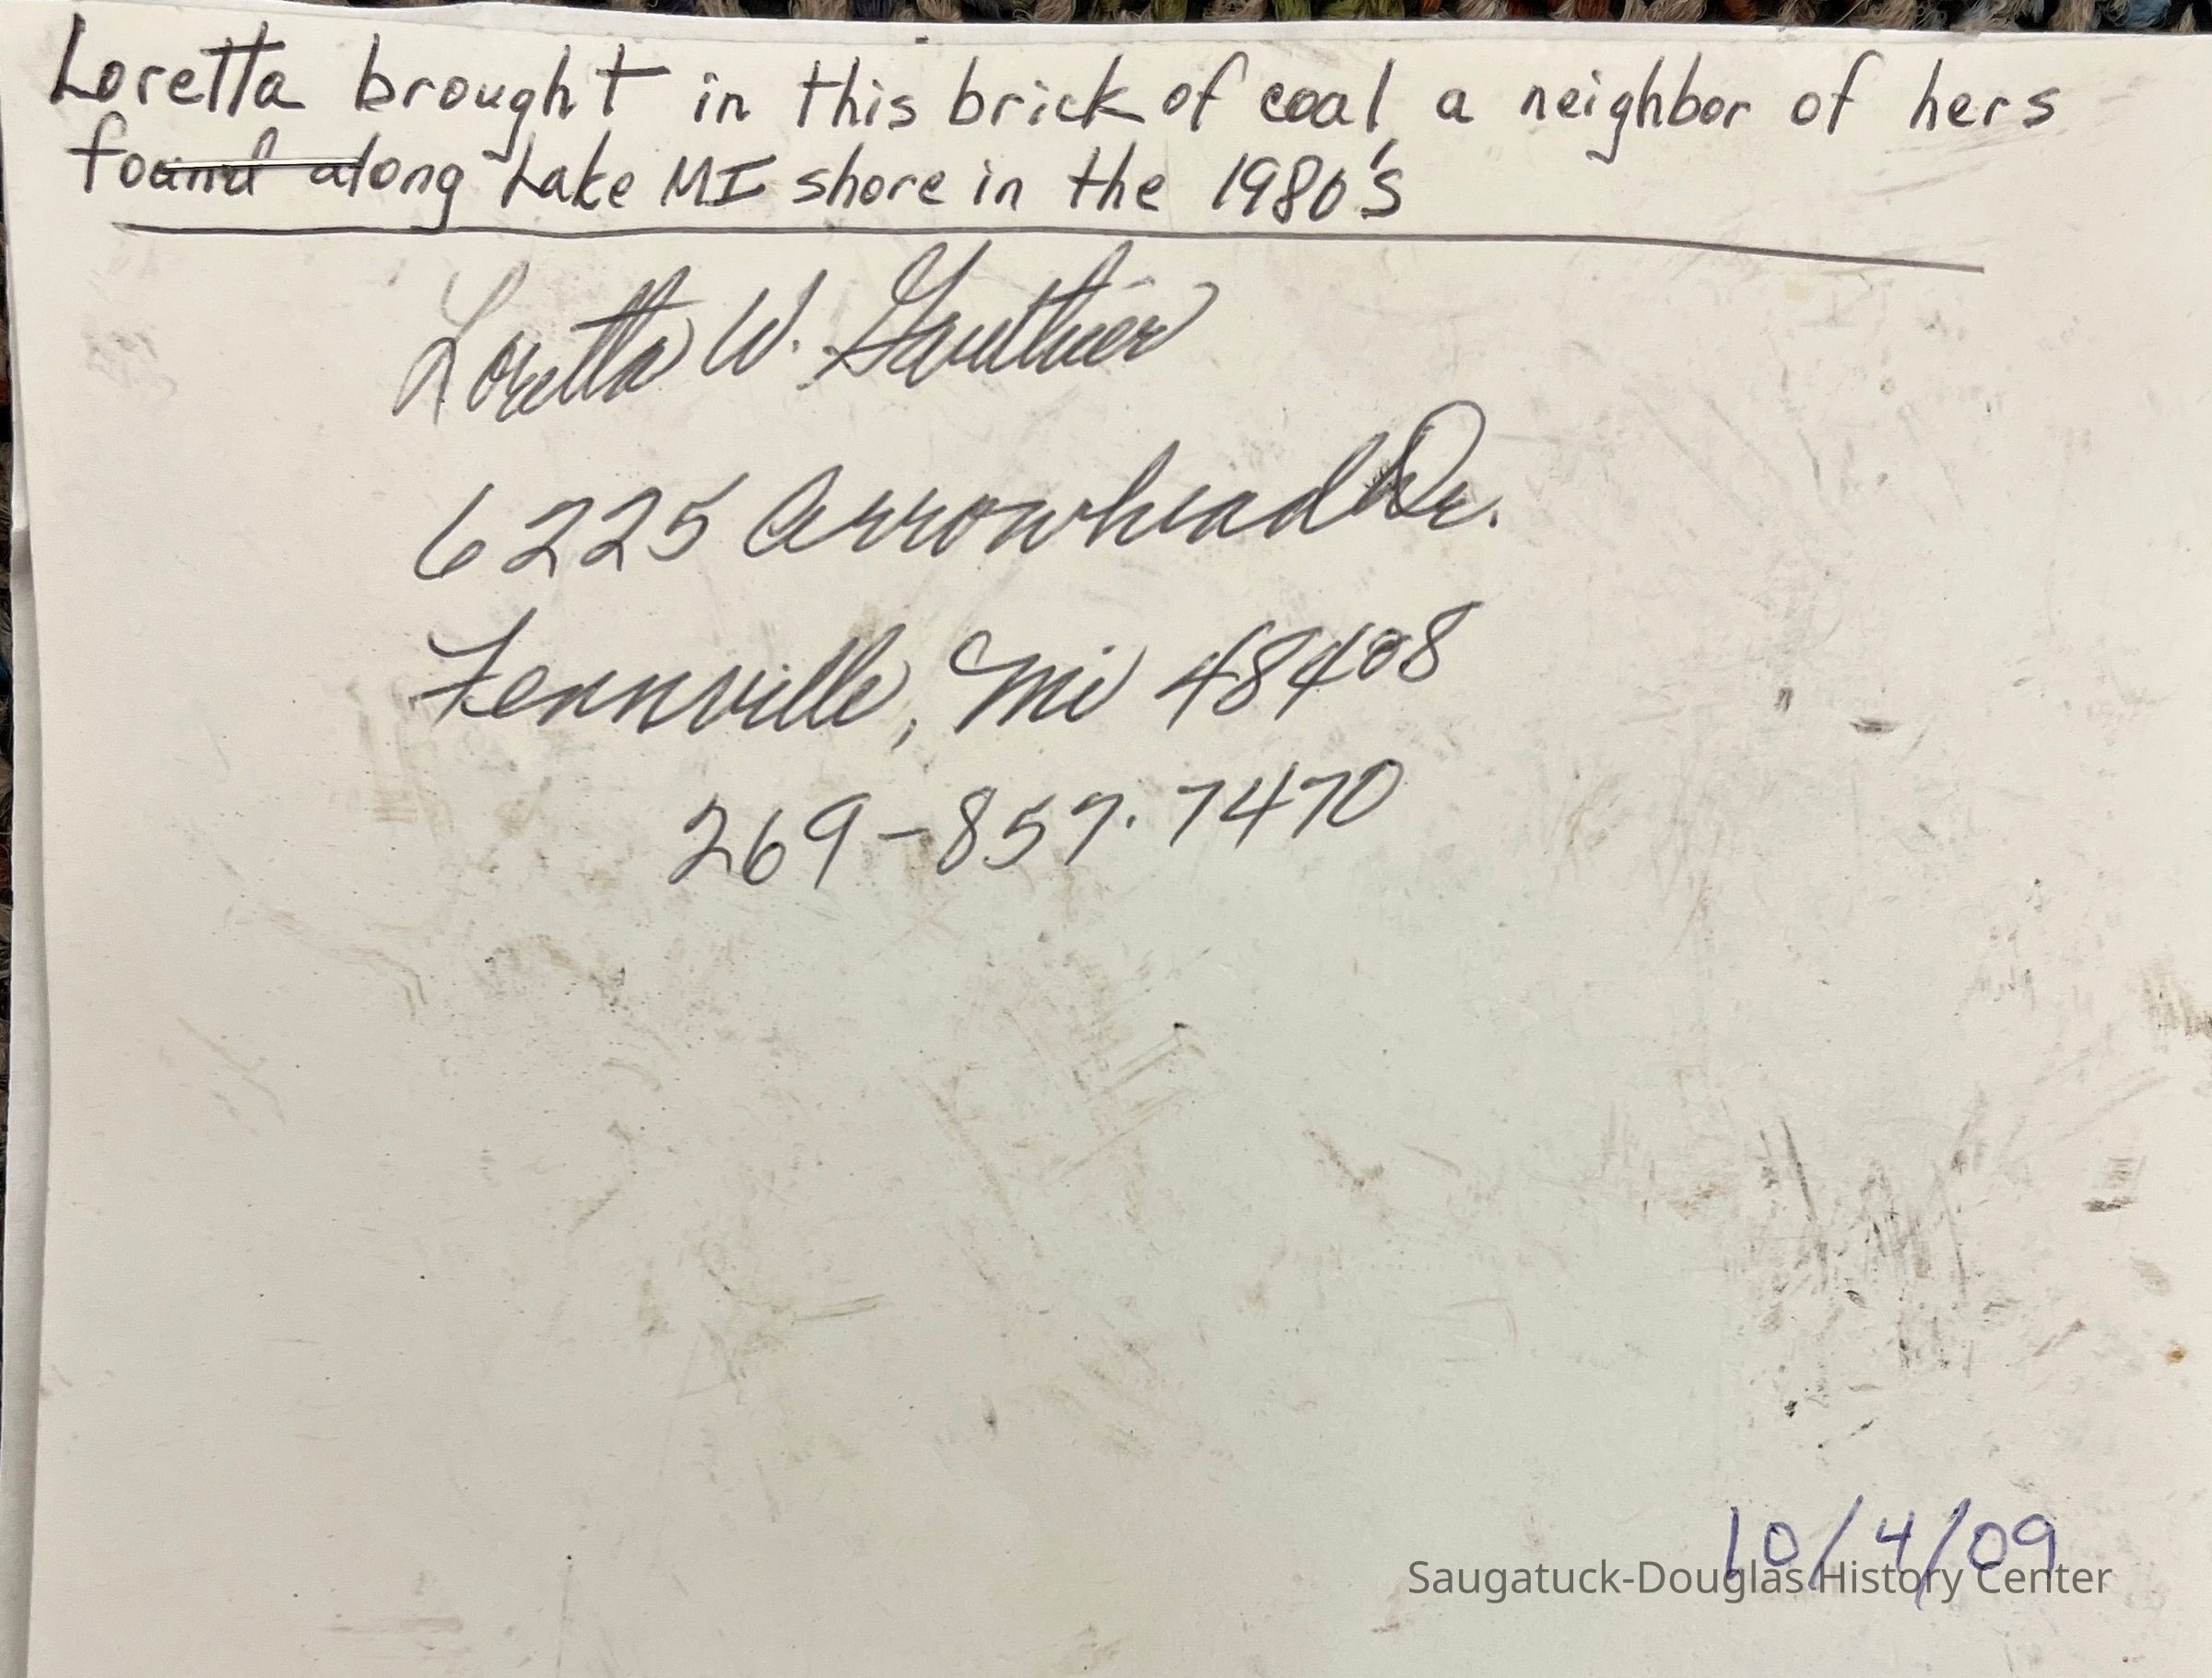 Loretta brought in this brick of coal, a neighbor of hers
found along Lake MI shore in the 1980's
Loretta W. Gauthier
6225 Arrowhead Dr.
Fennville, Mi 48408
269-857-7470
10/4/09
Saugatuck-Douglas History Center